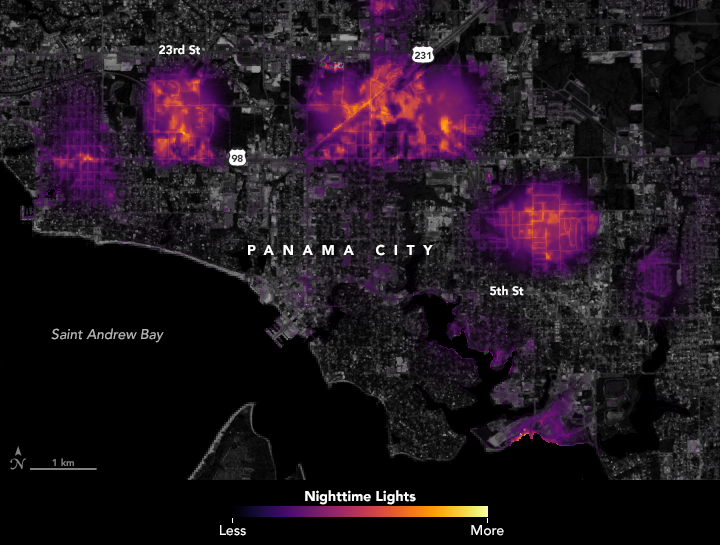 23rd St
231
98
PANAMA CITY
5th St
Saint Andrew Bay
N
1 km
Nighttime Lights
Less
More